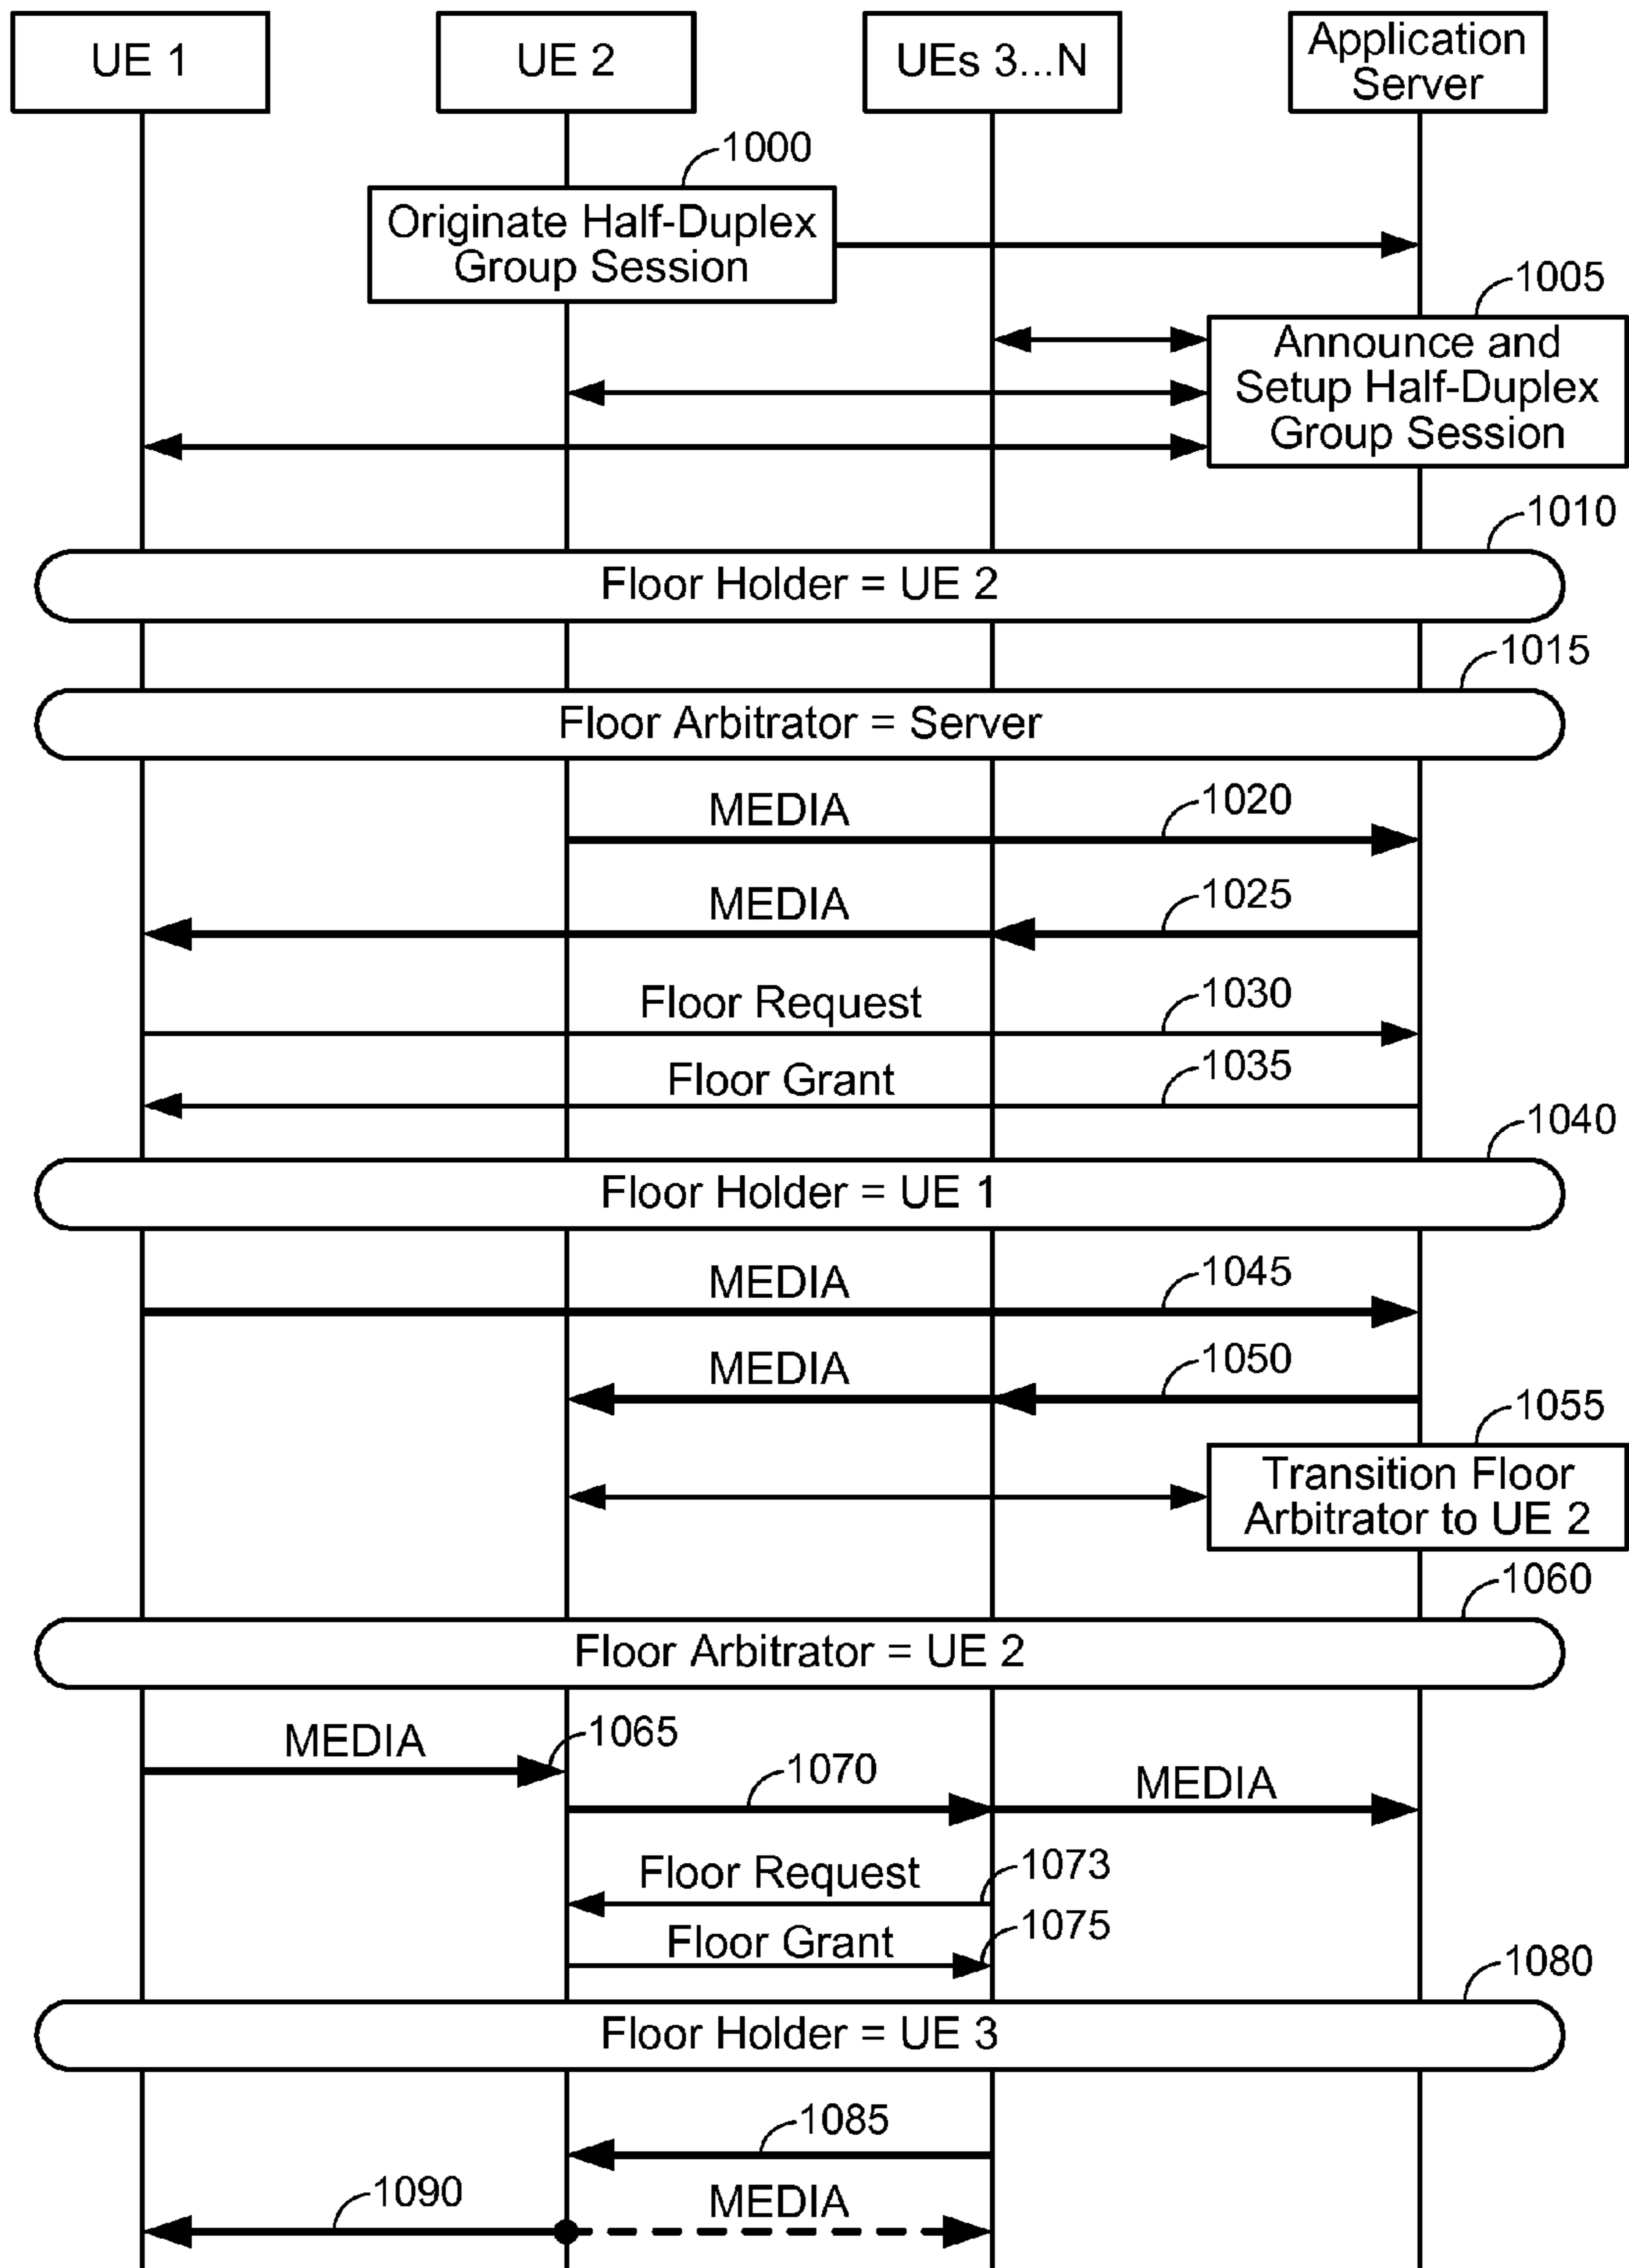 UE 1
UE 2
UEs 3...N
Application
Server
1000
Originate Half-Duplex
Group Session
1005
Announce and
Setup Half-Duplex
Group Session
1010
Floor Holder = UE 2
1015
Floor Arbitrator = Server
MEDIA
1020
MEDIA
1025
Floor Request
1030
Floor Grant
1035
1040
Floor Holder = UE 1
MEDIA
1045
MEDIA
1050
1055
Transition Floor
Arbitrator to UE 2
1060
Floor Arbitrator = UE 2
MEDIA
1065
1070
MEDIA
Floor Request
1073
Floor Grant
1075
1080
Floor Holder = UE 3
1085
1090
MEDIA